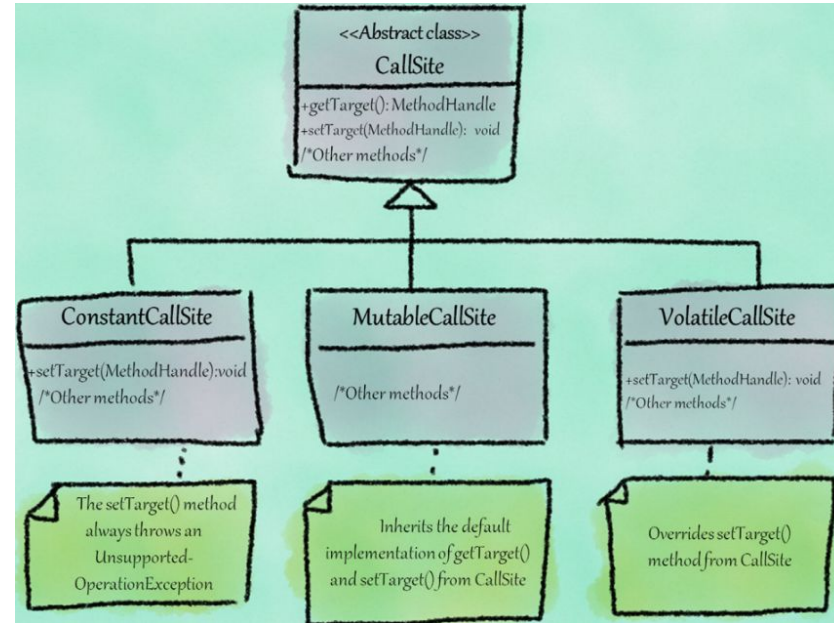 <<Abstract class>>
CallSite
+getTarget(): MethodHandle
+setTarget(MethodHandle): void
/*Other methods*/
ConstantCallSite
+setTarget(MethodHandle):void
/*Other methods*/
MutableCallSite
/*Other methods*/
VolatileCallSite
+setTarget(MethodHandle): void
/*Other methods*/
The setTarget() method
always throws an
Unsupported-
OperationException
Inherits the default
implementation of getTarget()
and setTarget() from CallSite
Overrides setTarget()
method from CallSite